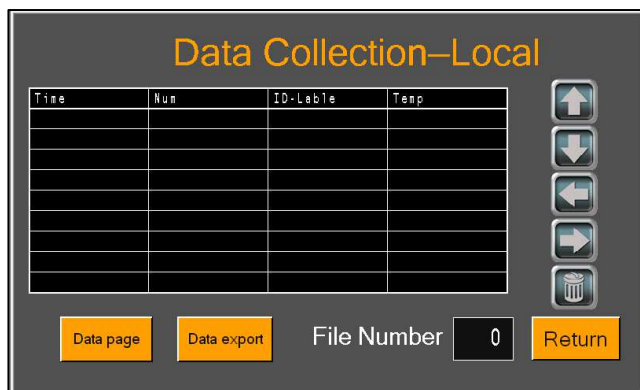 Data Collection—Local
Time Num ID-Lable Temp
Data page Data export File Number 0 Return